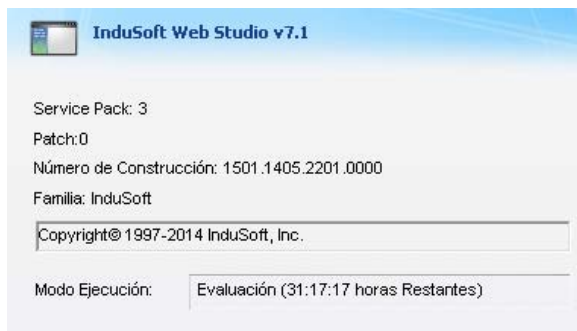 InduSoft Web Studio v7.1
Service Pack: 3
Patch:0
Número de Construcción: 1501.1405.2201.0000
Familia: InduSoft
Copyright© 1997-2014 InduSoft, Inc.
Modo Ejecución: Evaluación (31:17:17 horas Restantes)